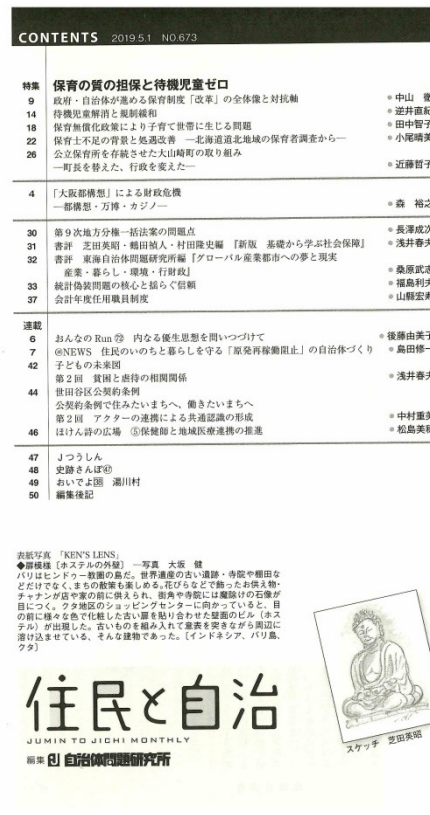 CONTENTS 2019.5.1 NO.673
特集 保育の質の担保と待機児童ゼロ
9 政府・自治体が進める保育制度「改革」の全体像と対抗軸 ●中山
14 待機児童解消と規制緩和 ●逆井直紀
18 保育無償化政策により子育て世帯に生じる問題 ●田中智子
22 保育士不足の背景と処遇改善 ―北海道道北地域の保育者調査から― ●小尾晴美
26 公立保育所を存続させた大山崎町の取り組み
―町長を替えた、行政を変えた― ●近藤哲子
4 「大阪都構想」による財政危機
―都構想・万博・カジノ― ●森 裕之
30 第9次地方分権一括法案の問題点 ●長澤成次
31 書評 芝田英昭・鶴田禎人・村田隆史編 『新版 基礎から学ぶ社会保障』 ●浅井春夫
32 書評 東海自治体問題研究所編『グローバル産業都市への夢と現実
産業・暮らし・環境・行財政』 ●桑原武志
33 統計偽装問題の核心と揺らぐ信頼 ●福島利夫
37 会計年度任用職員制度 ●山縣宏寿
連載
6 おんなのRun 72 内なる優生思想を問いつづけて ●後藤由美子
7 @NEWS 住民のいのちと暮らしを守る「原発再稼働阻止」の自治体づくり ●島田修一
42 子どもの未来図
第2回 貧困と虐待の相関関係 ●浅井春夫
44 世田谷区公契約条例
公契約条例で住みたいまちへ、働きたいまちへ
第2回 アクターの連携による共通認識の形成 ●中村重美
46 ほけん詩の広場 ⑤保健師と地域医療連携の推進 ●松島美穂
47 Jつうしん
48 史跡さんぽ㊼
49 おいでよ38 湯川村
50 編集後記
表紙写真 「KEN'S LENS」
◆扉模様〔ホステルの外壁〕 ―写真 大坂 健
バリはヒンドゥー教圏の島だ。世界遺産の古い遺跡・寺院や棚田な
どだけでなく、まちの散策も楽しめる。花びらなどで飾ったお供え物・
チャナンが店や家の前に供えられ、街角や寺院には魔除けの石像が
目につく。クタ地区のショッピングセンターに向かっていると、目
の前に様々な色で化粧した古い扉を貼り合わせた壁面のビル（ホス
テル）が出現した。古いものを組み入れて意表を突きながら周辺に
溶け込ませている、そんな建物であった。［インドネシア、バリ島、
クタ］
住民と自治
JUMIN TO JICHI MONTHLY
編集 自治体問題研究所
スケッチ 芝田英昭